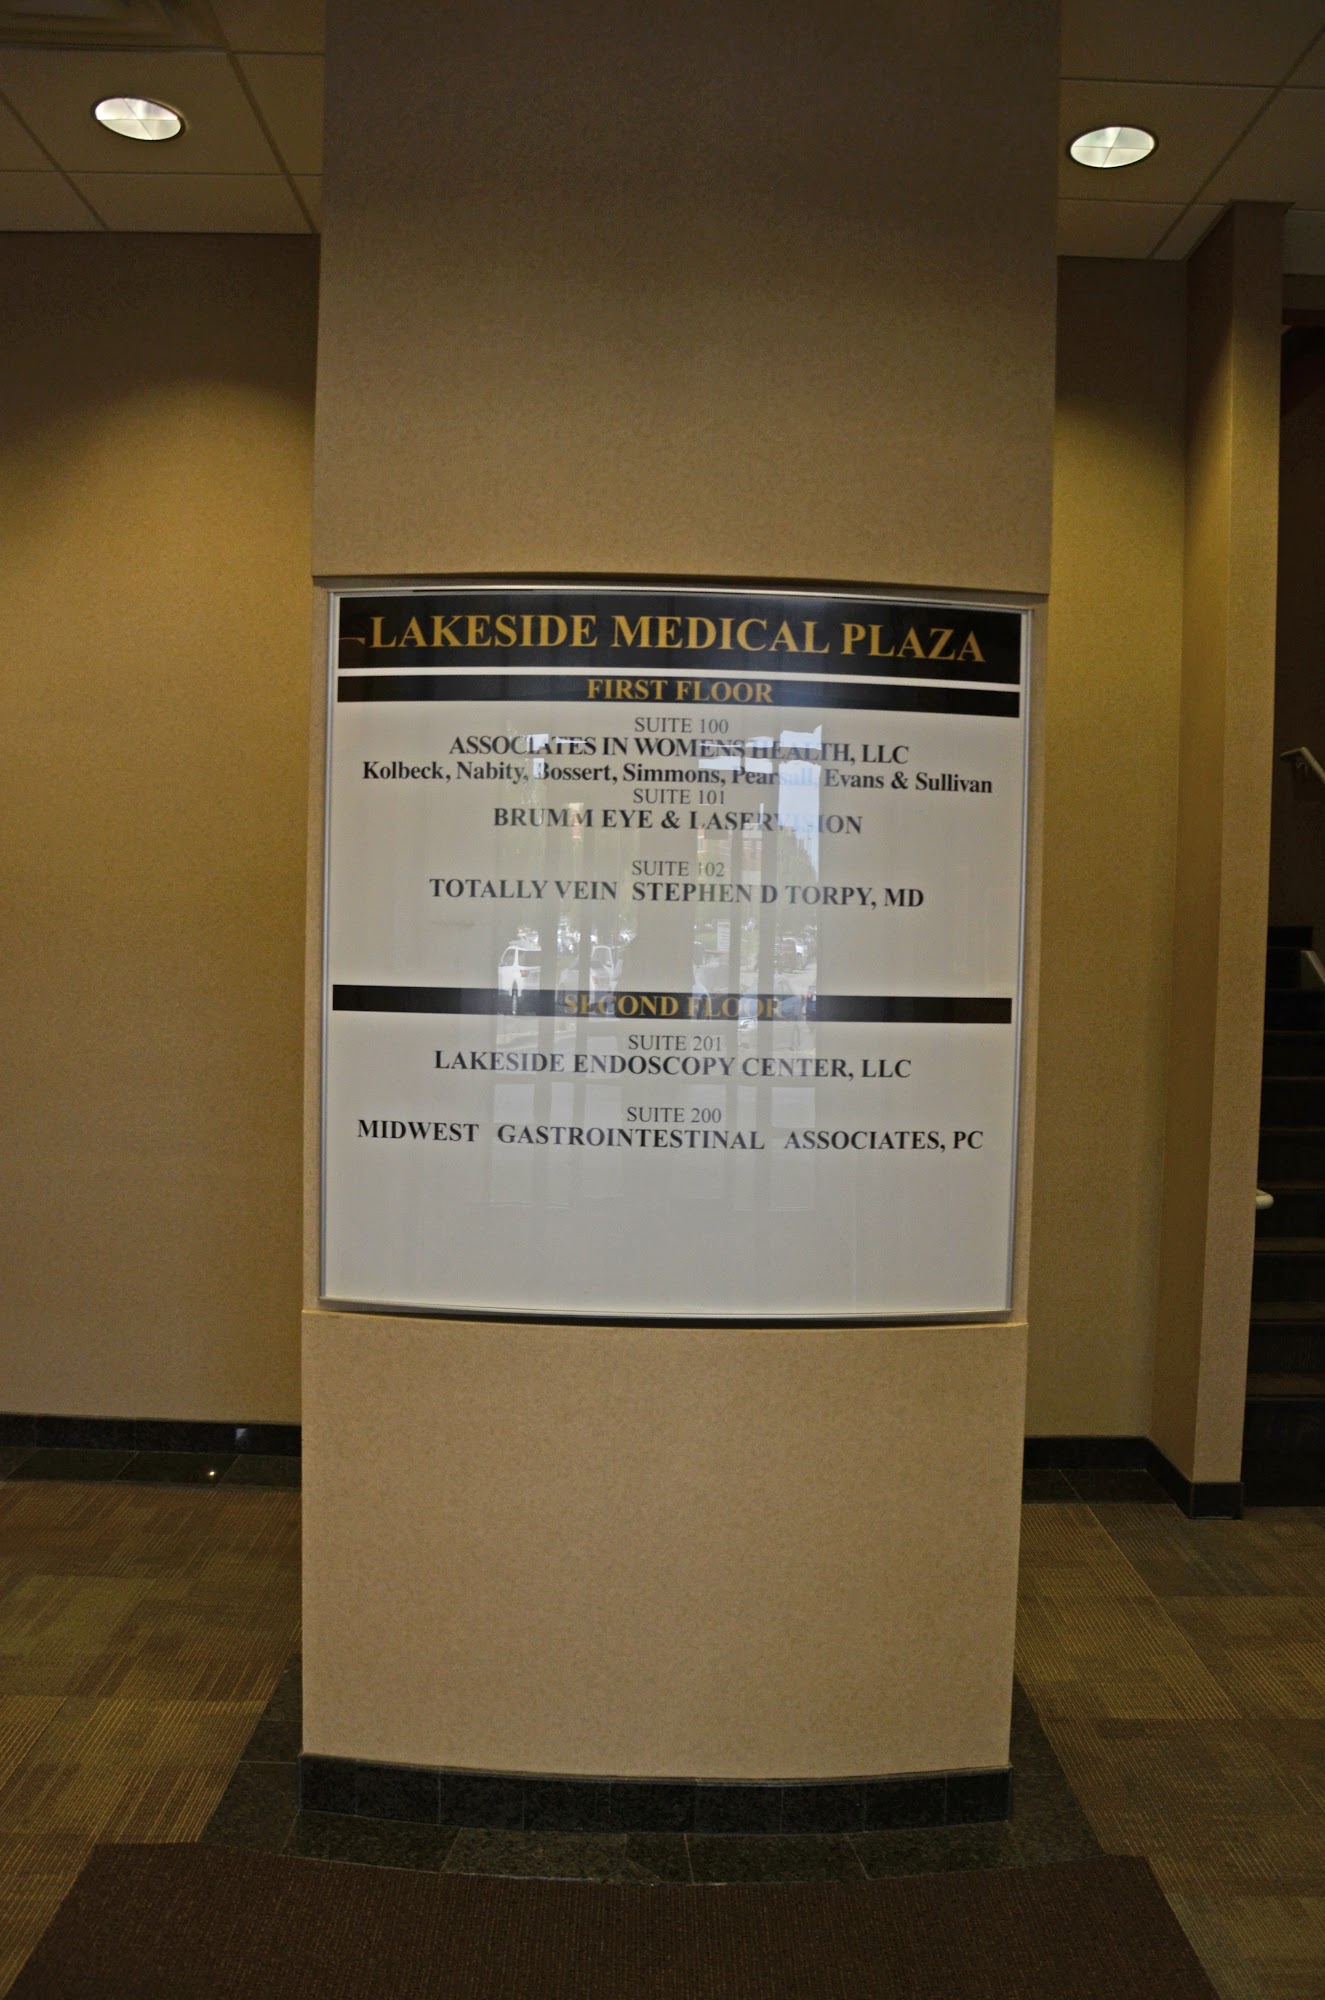 LAKESIDE MEDICAL PLAZA
FIRST FLOOR
SUITE 100
ASSOCIATES IN WOMENS HEALTH, LLC
Kolbeck, Nabity, Bossert, Simmons, Pearsall, Evans & Sullivan
SUITE 101
BRUMM EYE & LASERVISION
SUITE 102
TOTALLY VEIN STEPHEN D TORPY, MD
SECOND FLOOR
SUITE 201
LAKESIDE ENDOSCOPY CENTER, LLC
SUITE 200
MIDWEST GASTROINTESTINAL ASSOCIATES, PC